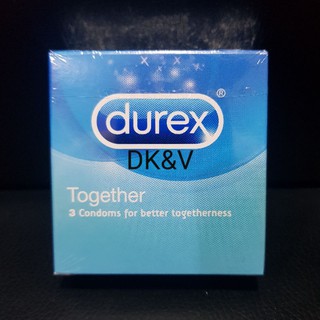 durex®
DK&V
Together
3 Condoms for better togetherness